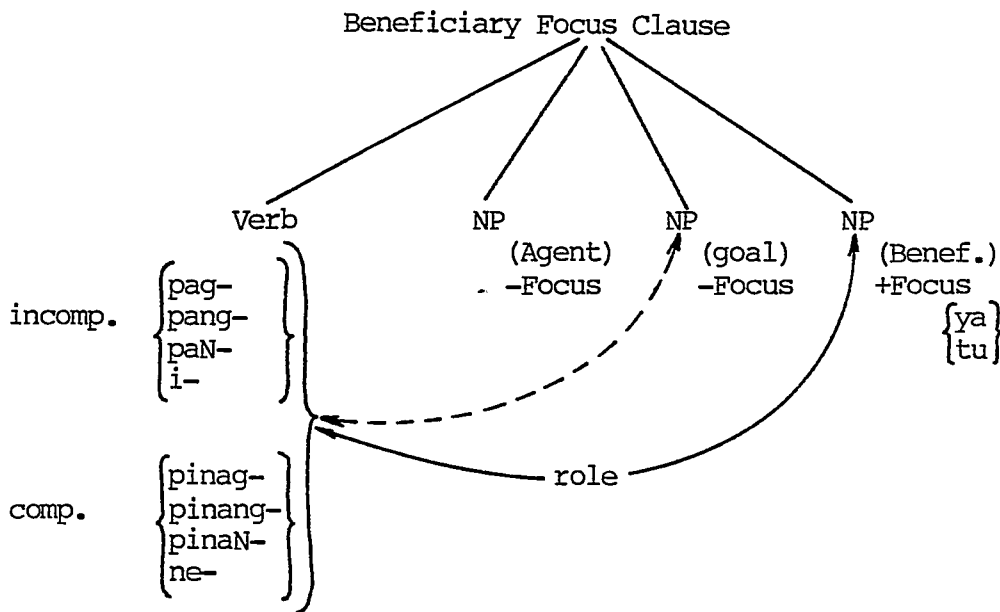 Beneficiary Focus Clause
Verb NP NP NP
(Agent) (goal) (Benef.)
-Focus -Focus +Focus
incomp. pag- ya
pang- tu
paN-
i-
role
comp. pinag-
pinang-
pinaN-
ne-